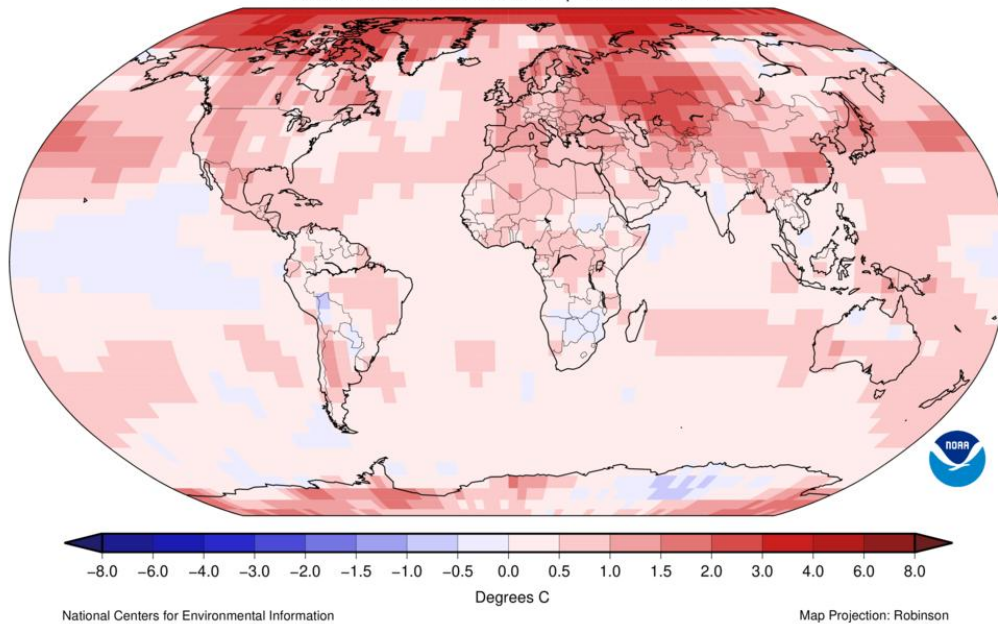 NOAA
−8.0 −6.0 −4.0 −3.0 −2.0 −1.5 −1.0 −0.5 0.0 0.5 1.0 1.5 2.0 3.0 4.0 6.0 8.0
Degrees C
National Centers for Environmental Information
Map Projection: Robinson